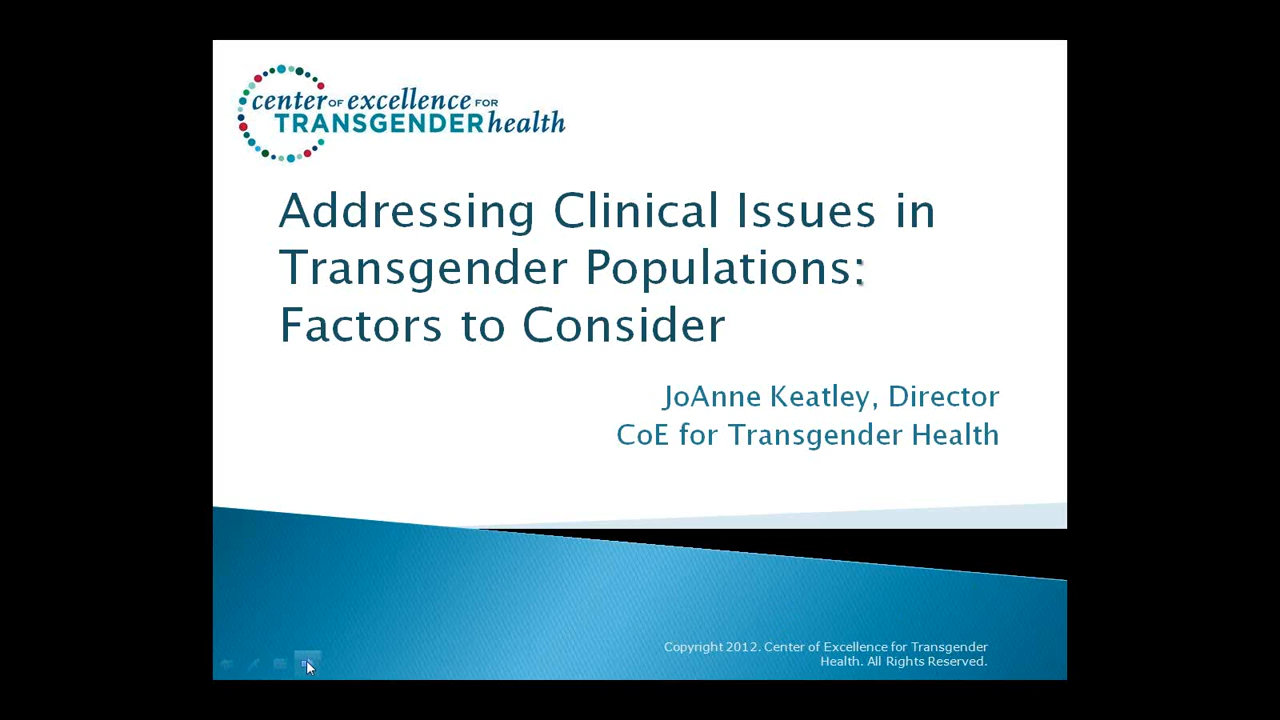 center OF excellence FOR
TRANSGENDER health
Addressing Clinical Issues in
Transgender Populations:
Factors to Consider
JoAnne Keatley, Director
CoE for Transgender Health
Copyright 2012. Center of Excellence for Transgender
Health. All Rights Reserved.